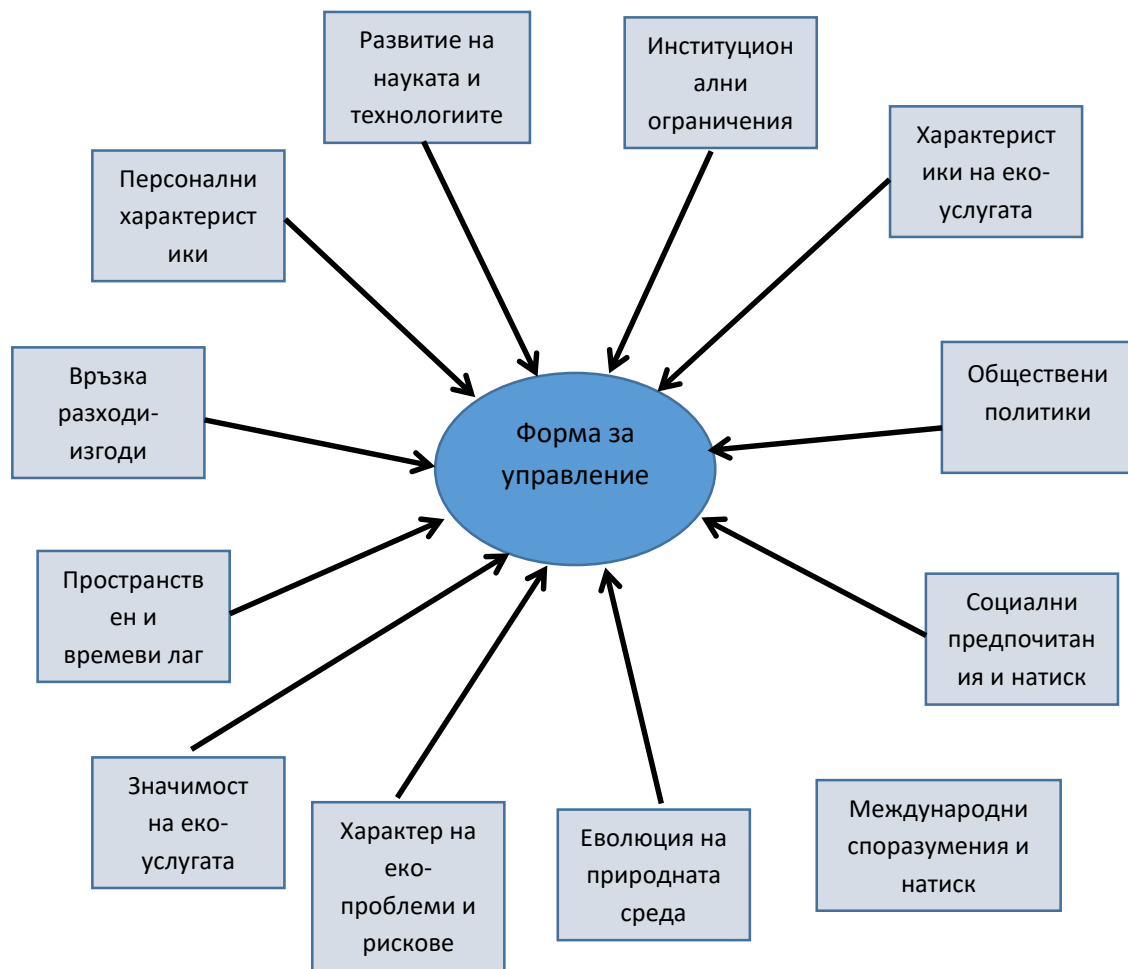 Развитие на
науката и
технологиите
Институцион
ални
ограничения
Характерист
ики на еко-
услугата
Персонални
характерист
ики
Връзка
разходи-
изгоди
Обществени
политики
Форма за
управление
Пространств
ен и
времеви лаг
Социални
предпочитан
ия и натиск
Значимост
на еко-
услугата
Характер на
еко-
проблеми и
рискове
Еволюция на
природната
среда
Международни
споразумения и
натиск